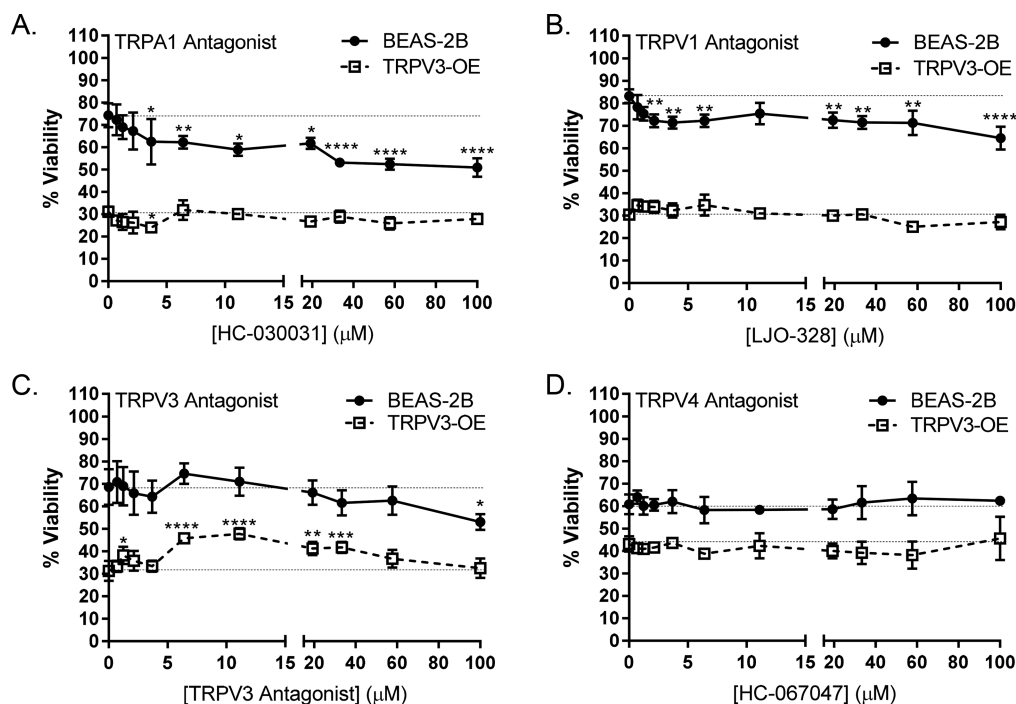 A.
TRPA1 Antagonist
BEAS-2B
TRPV3-OE
% Viability
110
100
90
80
70
60
50
40
30
20
10
0
* ** * * **** **** ****
*
0 5 10 15 20 40 60 80 100
[HC-030031] (μM)
B.
TRPV1 Antagonist
BEAS-2B
TRPV3-OE
% Viability
110
100
90
80
70
60
50
40
30
20
10
0
** ** ** ** ** ** ****
0 5 10 15 20 40 60 80 100
[LJO-328] (μM)
C.
TRPV3 Antagonist
BEAS-2B
TRPV3-OE
% Viability
110
100
90
80
70
60
50
40
30
20
10
0
*
* **** **** ** ***
0 5 10 15 20 40 60 80 100
[TRPV3 Antagonist] (μM)
D.
TRPV4 Antagonist
BEAS-2B
TRPV3-OE
% Viability
110
100
90
80
70
60
50
40
30
20
10
0
0 5 10 15 20 40 60 80 100
[HC-067047] (μM)